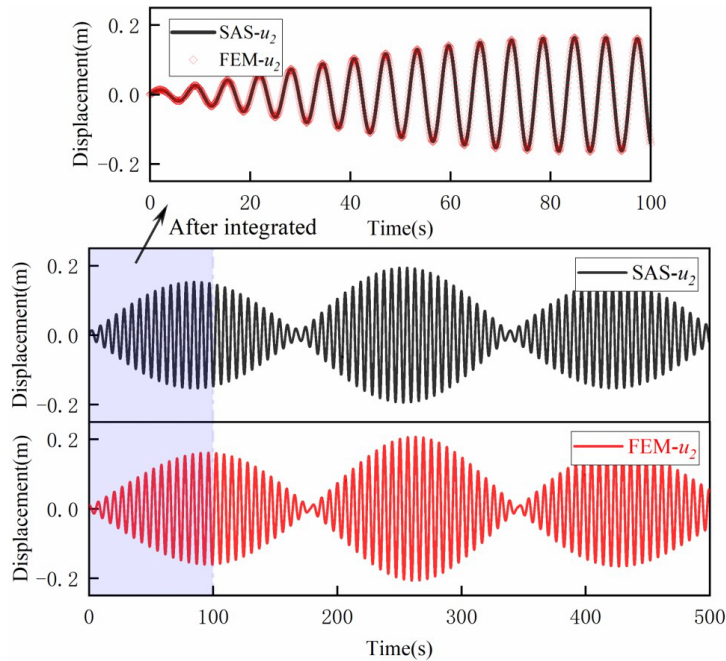 Displacement(m)
0.2
0.0
−0.2
SAS-u₂
FEM-u₂
0 20 40 60 80 100
Time(s)
After integrated
Displacement(m)
0.2
0.0
−0.2
SAS-u₂
Displacement(m)
0.2
0.0
−0.2
FEM-u₂
0 100 200 300 400 500
Time(s)